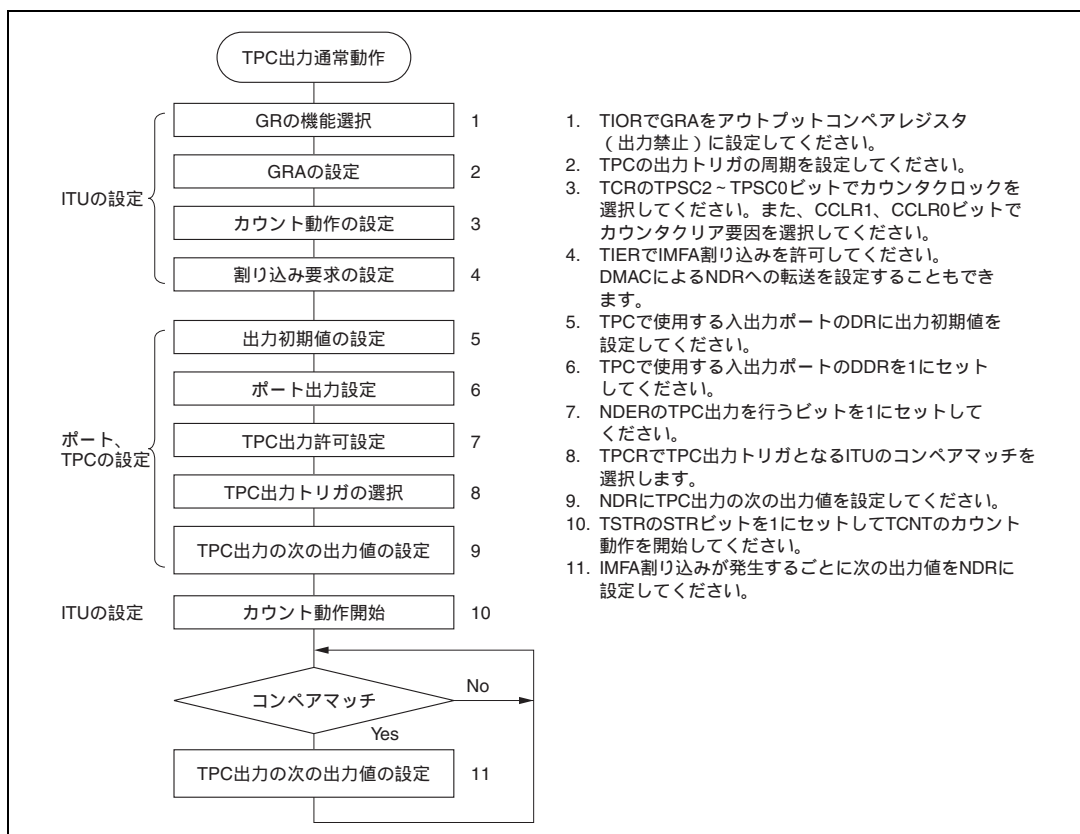 TPC出力通常動作
ITUの設定
GRの機能選択 1
GRAの設定 2
カウント動作の設定 3
割り込み要求の設定 4
ポート、
TPCの設定
出力初期値の設定 5
ポート出力設定 6
TPC出力許可設定 7
TPC出力トリガの選択 8
TPC出力の次の出力値の設定 9
ITUの設定
カウント動作開始 10
コンペアマッチ
No
Yes
TPC出力の次の出力値の設定 11
1. TIORでGRAをアウトプットコンペアレジスタ
（出力禁止）に設定してください。
2. TPCの出力トリガの周期を設定してください。
3. TCRのTPSC2～TPSC0ビットでカウンタクロックを
選択してください。また、CCLR1、CCLR0ビットで
カウンタクリア要因を選択してください。
4. TIERでIMFA割り込みを許可してください。
DMACによるNDRへの転送を設定することもでき
ます。
5. TPCで使用する入出力ポートのDRに出力初期値を
設定してください。
6. TPCで使用する入出力ポートのDDRを1にセット
してください。
7. NDERのTPC出力を行うビットを1にセットして
ください。
8. TPCRでTPC出力トリガとなるITUのコンペアマッチを
選択します。
9. NDRにTPC出力の次の出力値を設定してください。
10. TSTRのSTRビットを1にセットしてTCNTのカウント
動作を開始してください。
11. IMFA割り込みが発生するごとに次の出力値をNDRに
設定してください。